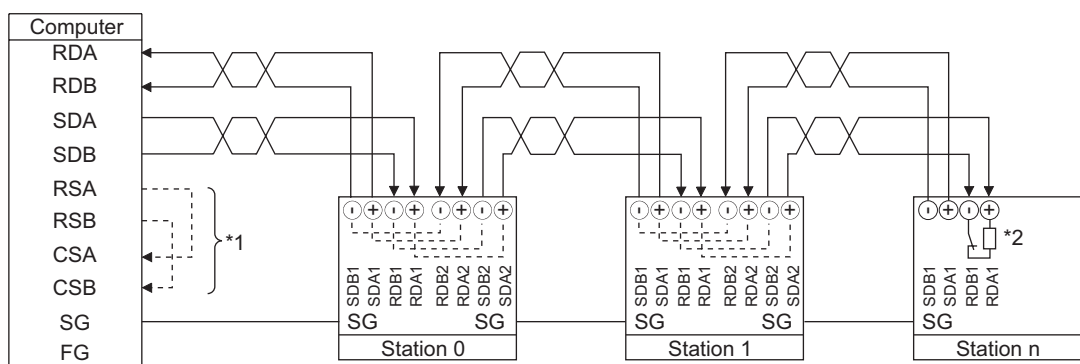 Computer
RDA
RDB
SDA
SDB
RSA
RSB
CSA
CSB
SG
FG
*1
- + - + - + - +
SDB1 SDA1 RDB1 RDA1 RDB2 RDA2 SDB2 SDA2
SG SG
Station 0
- + - + - + - +
SDB1 SDA1 RDB1 RDA1 RDB2 RDA2 SDB2 SDA2
SG SG
Station 1
- + - +
*2
SDB1 SDA1 RDB1 RDA1
Station n